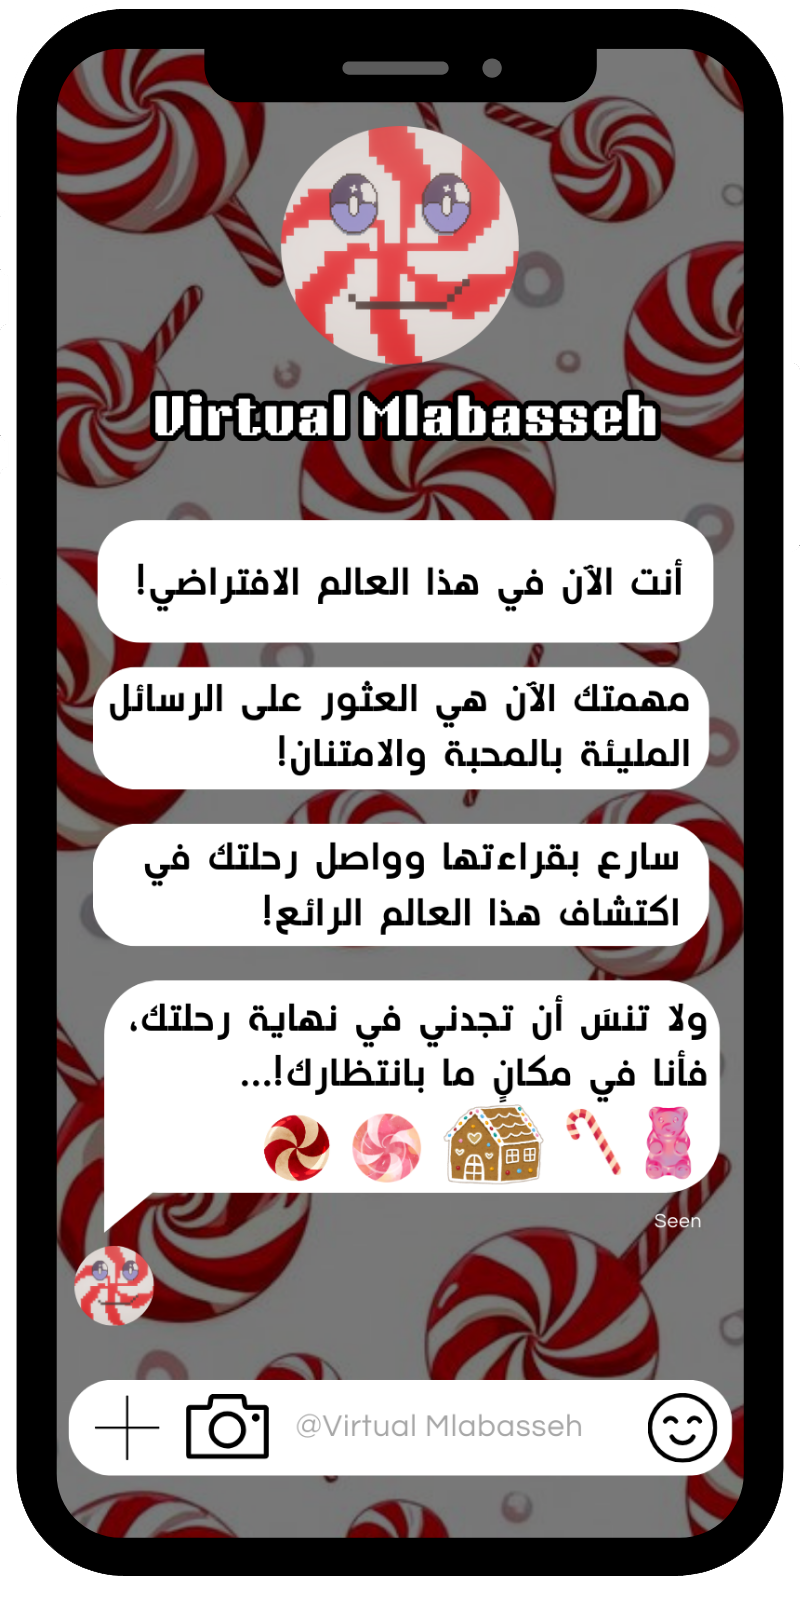 Virtual Mlabasseh
أنت الآن في هذا العالم الافتراضي!
مهمتك الآن هي العثور على الرسائل
المليئة بالمحبة والامتنان!
سارع بقراءتها وواصل رحلتك في
اكتشاف هذا العالم الرائع!
ولا تنسَ أن تجدني في نهاية رحلتك،
فأنا في مكانٍ ما بانتظارك!...
Seen
@Virtual Mlabasseh